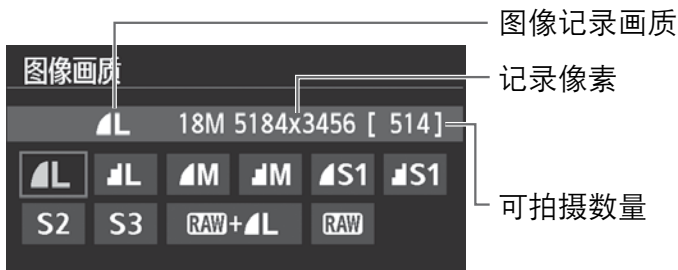 图像记录画质
图像画质
记录像素
L 18M 5184x3456 [ 514]
L L M M S1 S1
可拍摄数量
S2 S3 RAW+L RAW